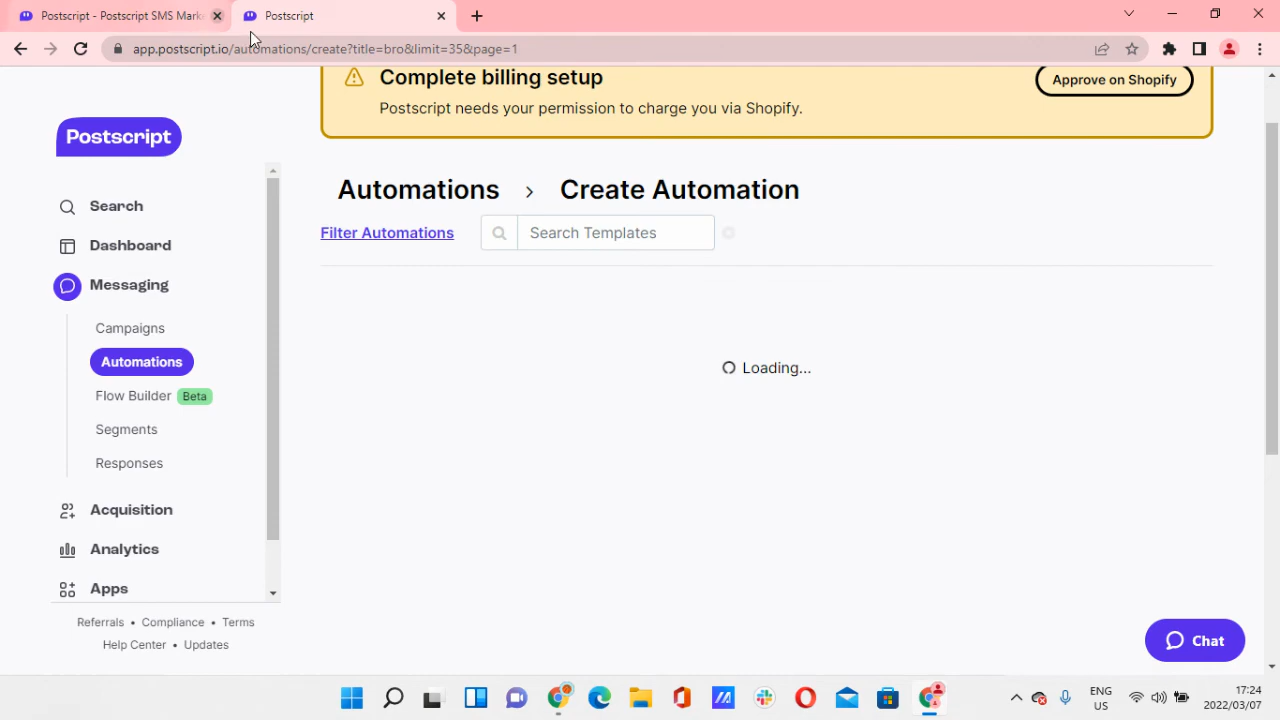 Postscript - Postscript SMS Mark
Postscript
app.postscript.io/automations/create?title=bro&limit=35&page=1
Complete billing setup
Postscript needs your permission to charge you via Shopify.
Approve on Shopify
Postscript
Automations > Create Automation
Filter Automations
Search Templates
Search
Dashboard
Messaging
Campaigns
Automations
Flow Builder Beta
Segments
Responses
Acquisition
Analytics
Apps
Loading...
Referrals • Compliance • Terms
Help Center • Updates
Chat
ENG
US
17:24
2022/03/07